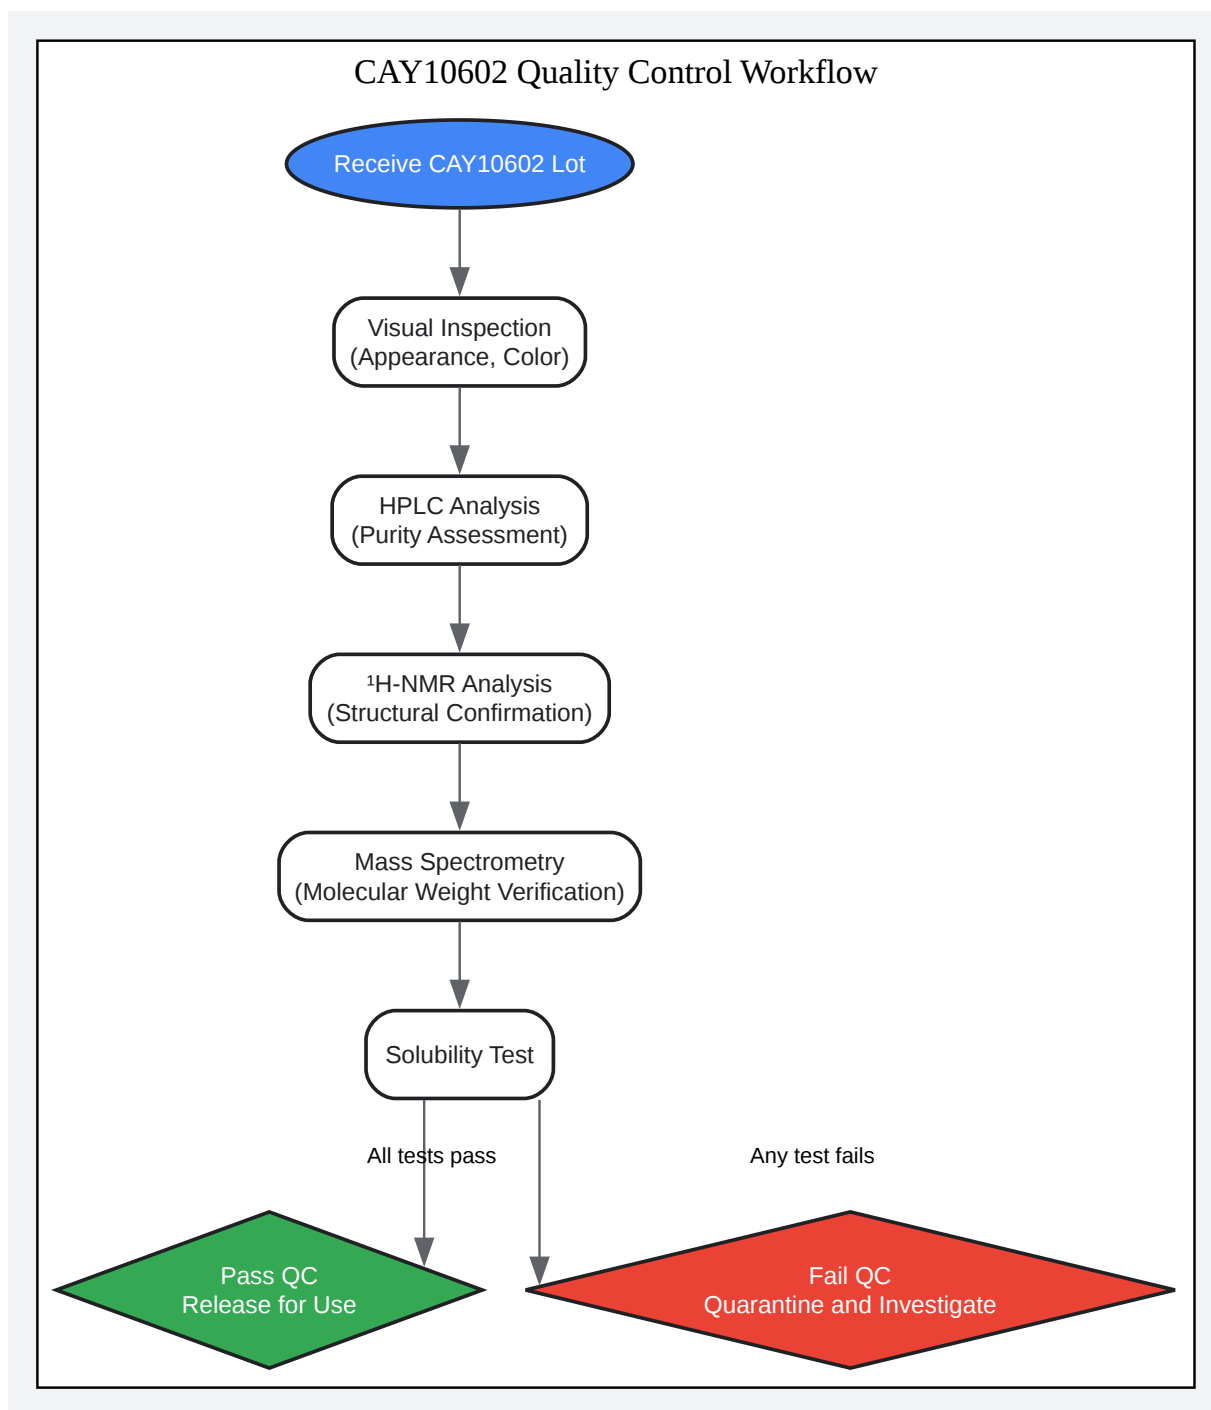 CAY10602 Quality Control Workflow
Receive CAY10602 Lot
Visual Inspection
(Appearance, Color)
HPLC Analysis
(Purity Assessment)
¹H-NMR Analysis
(Structural Confirmation)
Mass Spectrometry
(Molecular Weight Verification)
Solubility Test
All tests pass
Any test fails
Pass QC
Release for Use
Fail QC
Quarantine and Investigate